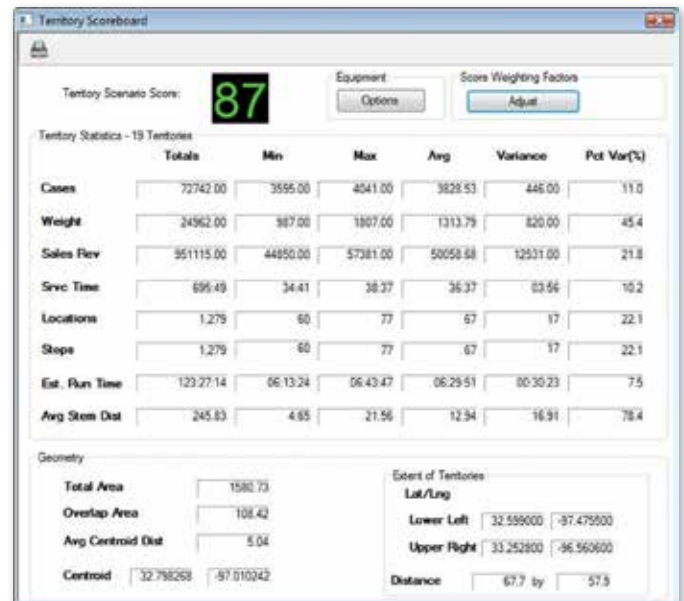 Territory Scoreboard
Equipment Score Weighting Factors
Territory Scenario Score: 87 Options Adjust
Territory Statistics - 19 Territories
Totals Min Max Avg Variance Pct Var(%)
Cases 72742.00 3595.00 4041.00 3828.53 446.00 11.0
Weight 24962.00 987.00 1807.00 1313.79 820.00 45.4
Sales Rev 951115.00 44850.00 57381.00 50058.68 12531.00 21.8
Srvc Time 695:49 34:41 38:37 36:37 03:56 10.2
Locations 1,279 60 77 67 17 22.1
Stops 1,279 60 77 67 17 22.1
Est. Run Time 123:27:14 06:13:24 06:43:47 06:29:51 00:30:23 7.5
Avg Stem Dist 245.83 4.65 21.56 12.94 16.91 78.4
Geometry
Total Area 1580.73
Overlap Area 108.42
Avg Centroid Dist 5.04
Centroid 32.798268 -97.010242
Extent of Territories
Lat/Lng
Lower Left 32.599000 -97.475500
Upper Right 33.252800 -96.560600
Distance 67.7 by 57.9